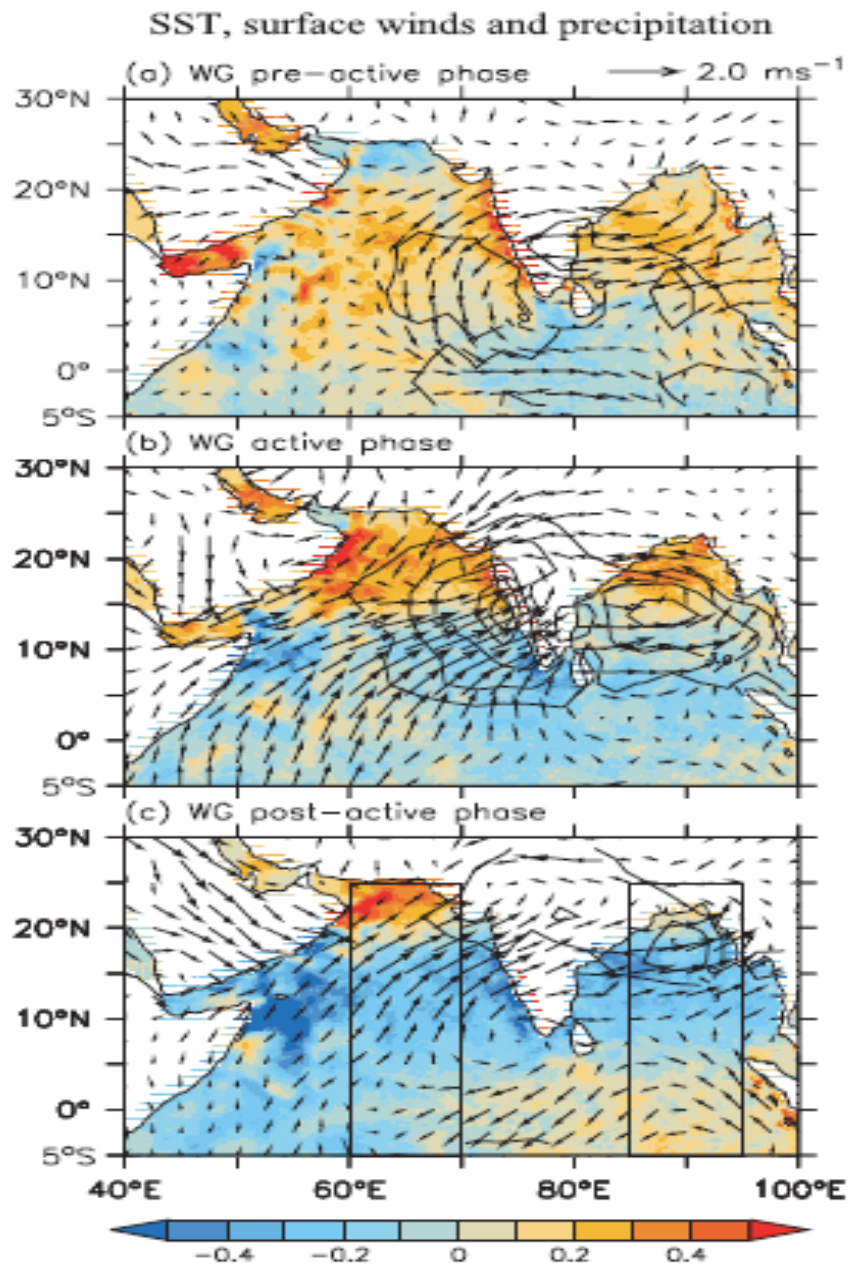 SST, surface winds and precipitation
(a) WG pre-active phase 2.0 ms⁻¹
30°N
20°N
10°N
0°
5°S
(b) WG active phase
30°N
20°N
10°N
0°
5°S
(c) WG post-active phase
30°N
20°N
10°N
0°
5°S
40°E 60°E 80°E 100°E
-0.4 -0.2 0 0.2 0.4